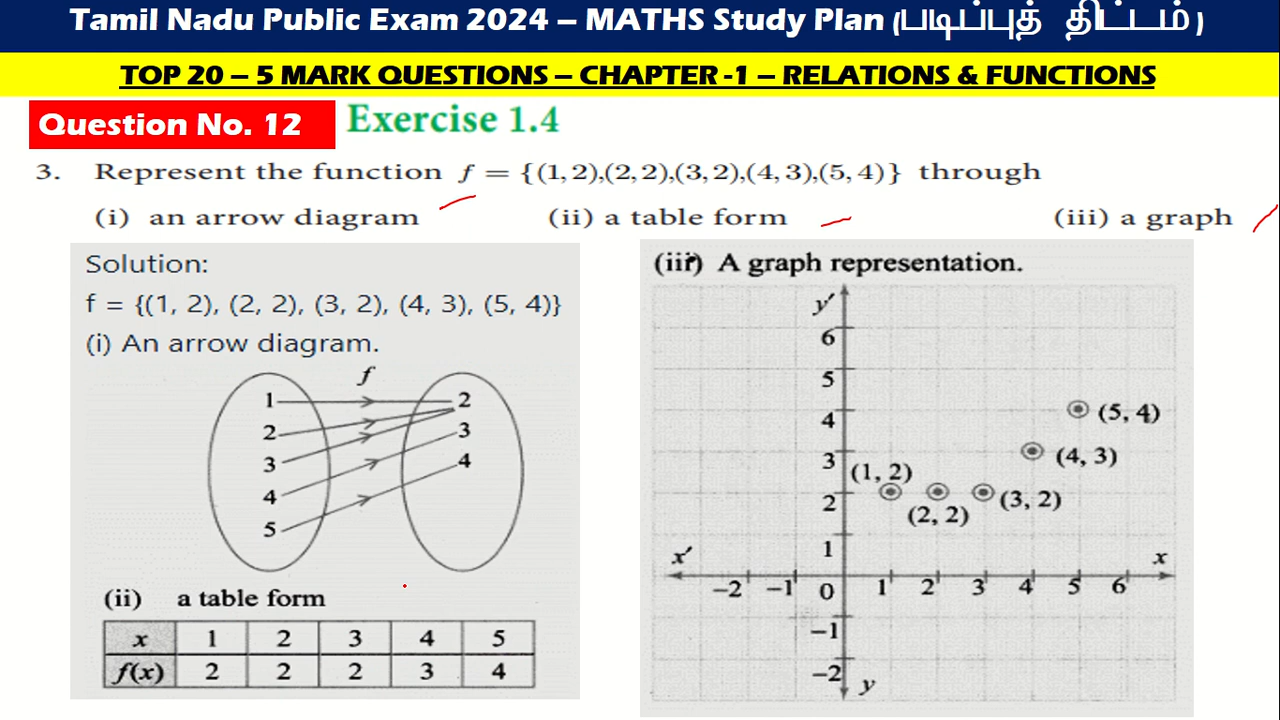 Tamil Nadu Public Exam 2024 – MATHS Study Plan (படிப்புத் திட்டம்)
TOP 20 – 5 MARK QUESTIONS – CHAPTER -1 – RELATIONS & FUNCTIONS
Question No. 12 Exercise 1.4
3. Represent the function f = {(1, 2),(2, 2),(3, 2),(4, 3),(5, 4)} through
(i) an arrow diagram (ii) a table form (iii) a graph
Solution:
f = {(1, 2), (2, 2), (3, 2), (4, 3), (5, 4)}
(i) An arrow diagram.
f
1 2
2 3
3 4
4
5
(ii) a table form
x 1 2 3 4 5
f(x) 2 2 2 3 4
(iii) A graph representation.
y′
6
5
4 (5, 4)
3 (4, 3)
(1, 2)
2 (3, 2)
(2, 2)
1
x′ x
−2 −1 0 1 2 3 4 5 6
−1
−2
y